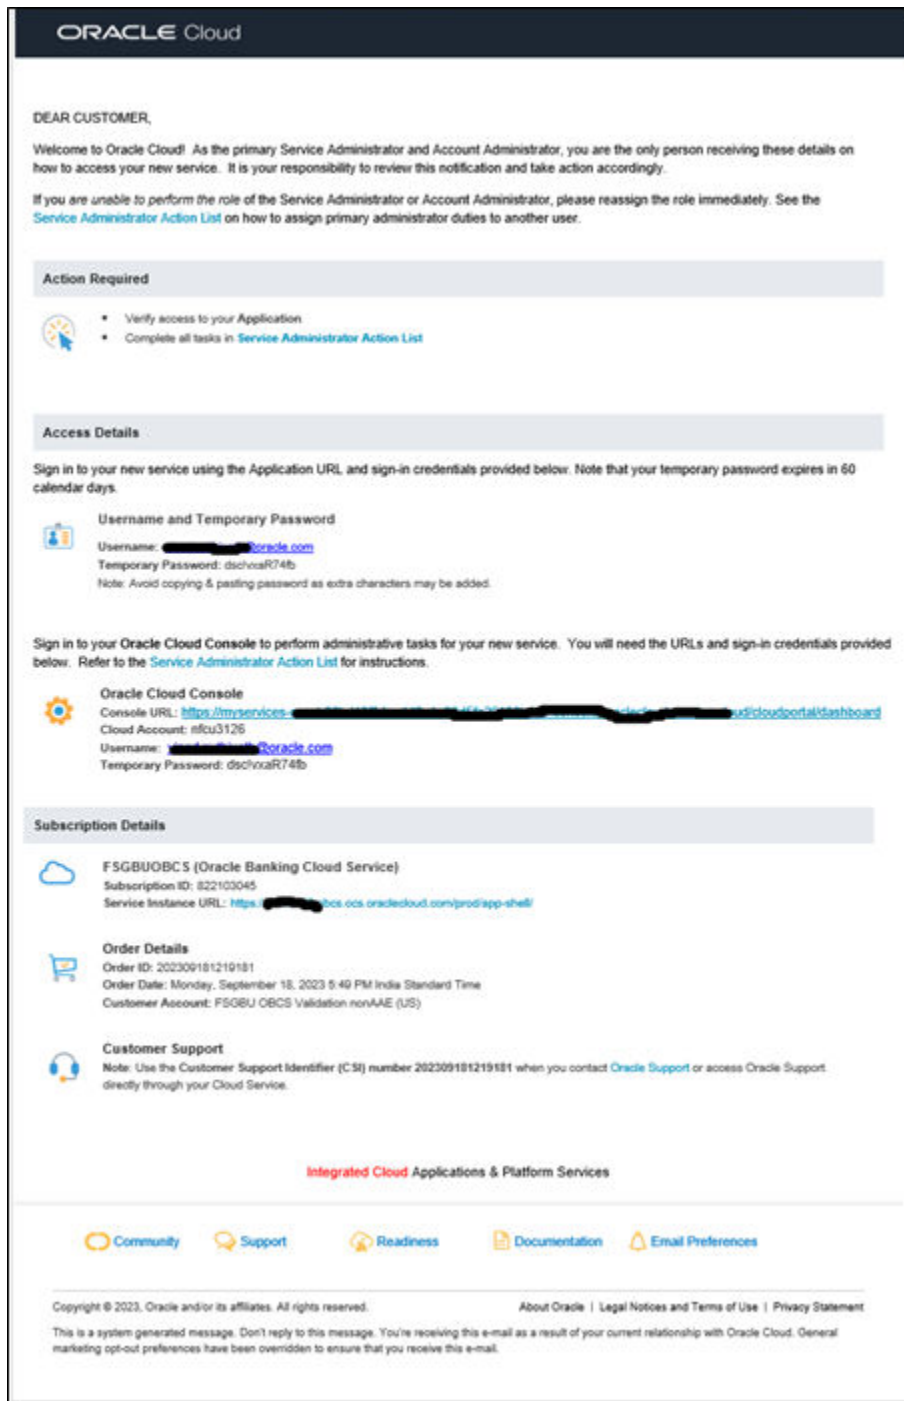 ORACLE Cloud
DEAR CUSTOMER,
Welcome to Oracle Cloud! As the primary Service Administrator and Account Administrator, you are the only person receiving these details on
how to access your new service. It is your responsibility to review this notification and take action accordingly.
If you are unable to perform the role of the Service Administrator or Account Administrator, please reassign the role immediately. See the
Service Administrator Action List on how to assign primary administrator duties to another user.
Action Required
• Verify access to your Application
• Complete all tasks in Service Administrator Action List
Access Details
Sign in to your new service using the Application URL and sign-in credentials provided below. Note that your temporary password expires in 60
calendar days.
Username and Temporary Password
Username: @oracle.com
Temporary Password:
Note: Avoid copying & pasting password as extra characters may be added.
Sign in to your Oracle Cloud Console to perform administrative tasks for your new service. You will need the URLs and sign-in credentials provided
below. Refer to the Service Administrator Action List for instructions.
Oracle Cloud Console
Console URL: https://myservices- ud/cloudportal/dashboard
Cloud Account: nfcu3126
Username: @oracle.com
Temporary Password:
Subscription Details
FSGBUOBCS (Oracle Banking Cloud Service)
Subscription ID: 822103045
Service Instance URL: https:/ bcs.ocs.oraclecloud.com/prod/app-shell/
Order Details
Order ID: 202309181219181
Order Date: Monday, September 18, 2023 5:49 PM India Standard Time
Customer Account: FSGBU OBCS Validation nonAAE (US)
Customer Support
Note: Use the Customer Support Identifier (CSI) number 202309181219181 when you contact Oracle Support or access Oracle Support
directly through your Cloud Service.
Integrated Cloud Applications & Platform Services
Community Support Readiness Documentation Email Preferences
Copyright © 2023, Oracle and/or its affiliates. All rights reserved. About Oracle | Legal Notices and Terms of Use | Privacy Statement
This is a system generated message. Don't reply to this message. You're receiving this e-mail as a result of your current relationship with Oracle Cloud. General
marketing opt-out preferences have been overridden to ensure that you receive this e-mail.